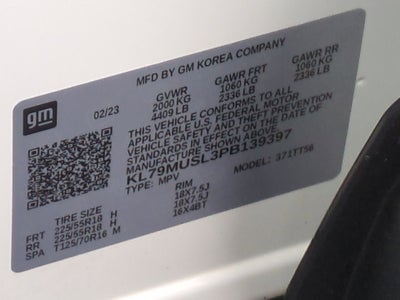 MFD BY GM KOREA COMPANY
gm
02/23
GVWR GAWR FRT GAWR RR
2000 KG 1060 KG 1060 KG
4409 LB 2336 LB 2336 LB
THIS VEHICLE CONFORMS TO ALL
APPLICABLE U.S. FEDERAL MOTOR
VEHICLE SAFETY AND THEFT PREVENTION
STANDARDS IN EFFECT ON THE DATE OF
MANUFACTURE SHOWN ABOVE
KL79MUSL3PB139397
TYPE: MPV MODEL: 371TT56
TIRE SIZE RIM
FRT 225/55R18 H 18X7.5J
RR 225/55R18 H 18X7.5J
SPA T125/70R16 M 16X4BT